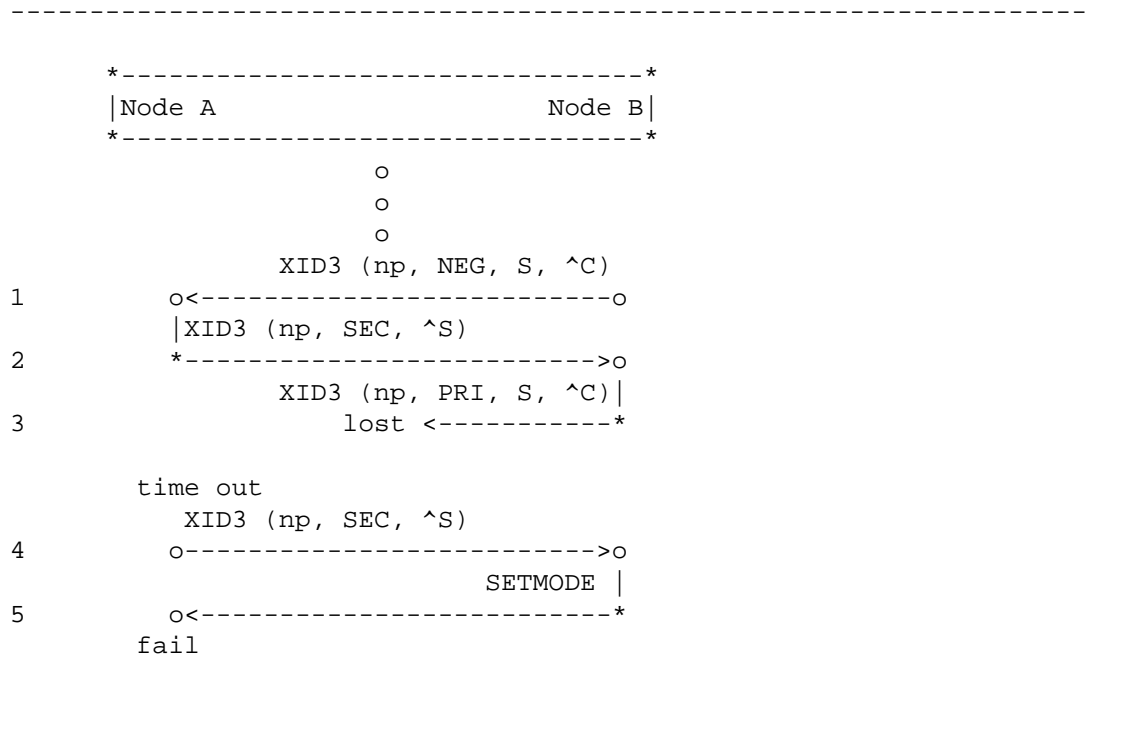 --------------------------------------------------------------------
*---------------------------------*
|Node A                     Node B|
*---------------------------------*
o
o
o
XID3 (np, NEG, S, ^C)
1         o<--------------------------o
|XID3 (np, SEC, ^S)
2         *-------------------------->o
XID3 (np, PRI, S, ^C)|
3                    lost <-----------*
time out
XID3 (np, SEC, ^S)
4         o-------------------------->o
SETMODE |
5         o<--------------------------*
fail